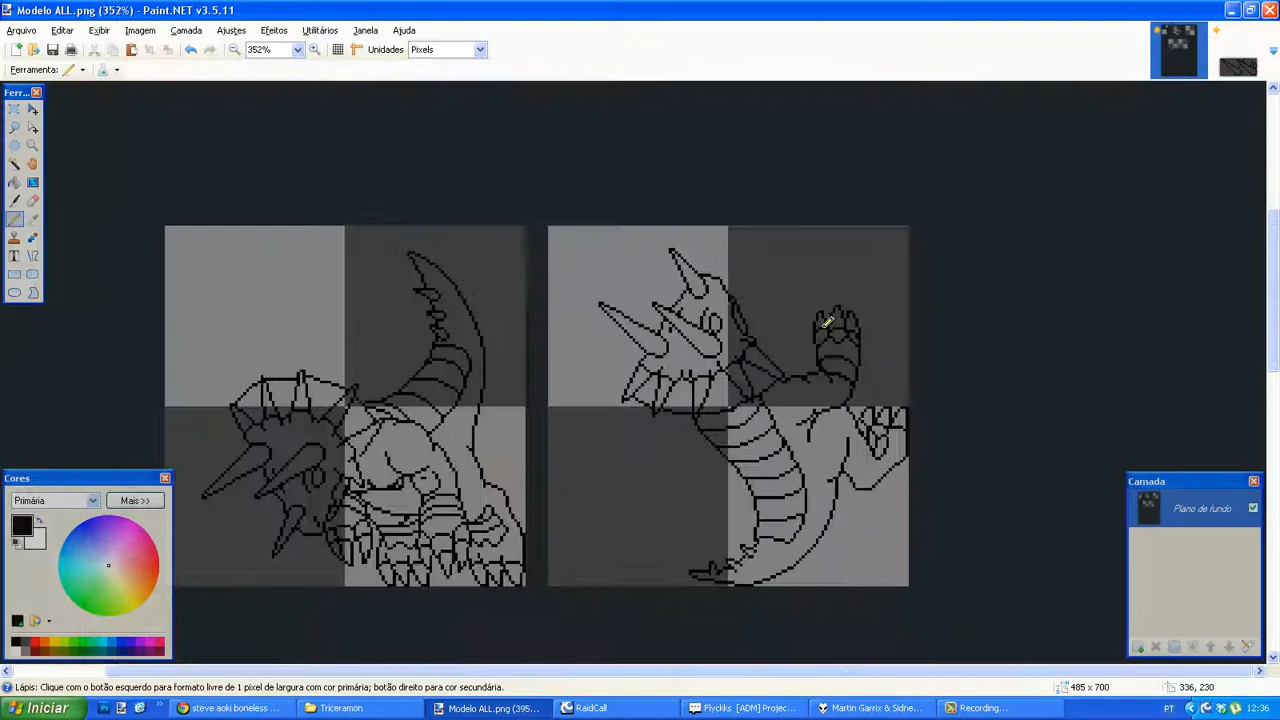 Modelo ALL.png (352%) - Paint.NET v3.5.11
Arquivo Editar Exibir Imagem Camada Ajustes Efeitos Utilitários Janela Ajuda
352% Unidades Pixels
Ferramenta:
Ferr...
Cores
Primária Mais >>
Camada
Plano de fundo
Lápis: Clique com o botão esquerdo para formato livre de 1 pixel de largura com cor primária; botão direito para cor secundária.
485 x 700 336, 230
Iniciar steve aoki boneless ... Triceramon Modelo ALL.png (395... RaidCall Flyckks [ADM] Projec... Martin Garrix & Sidne... Recording... PT 12:36